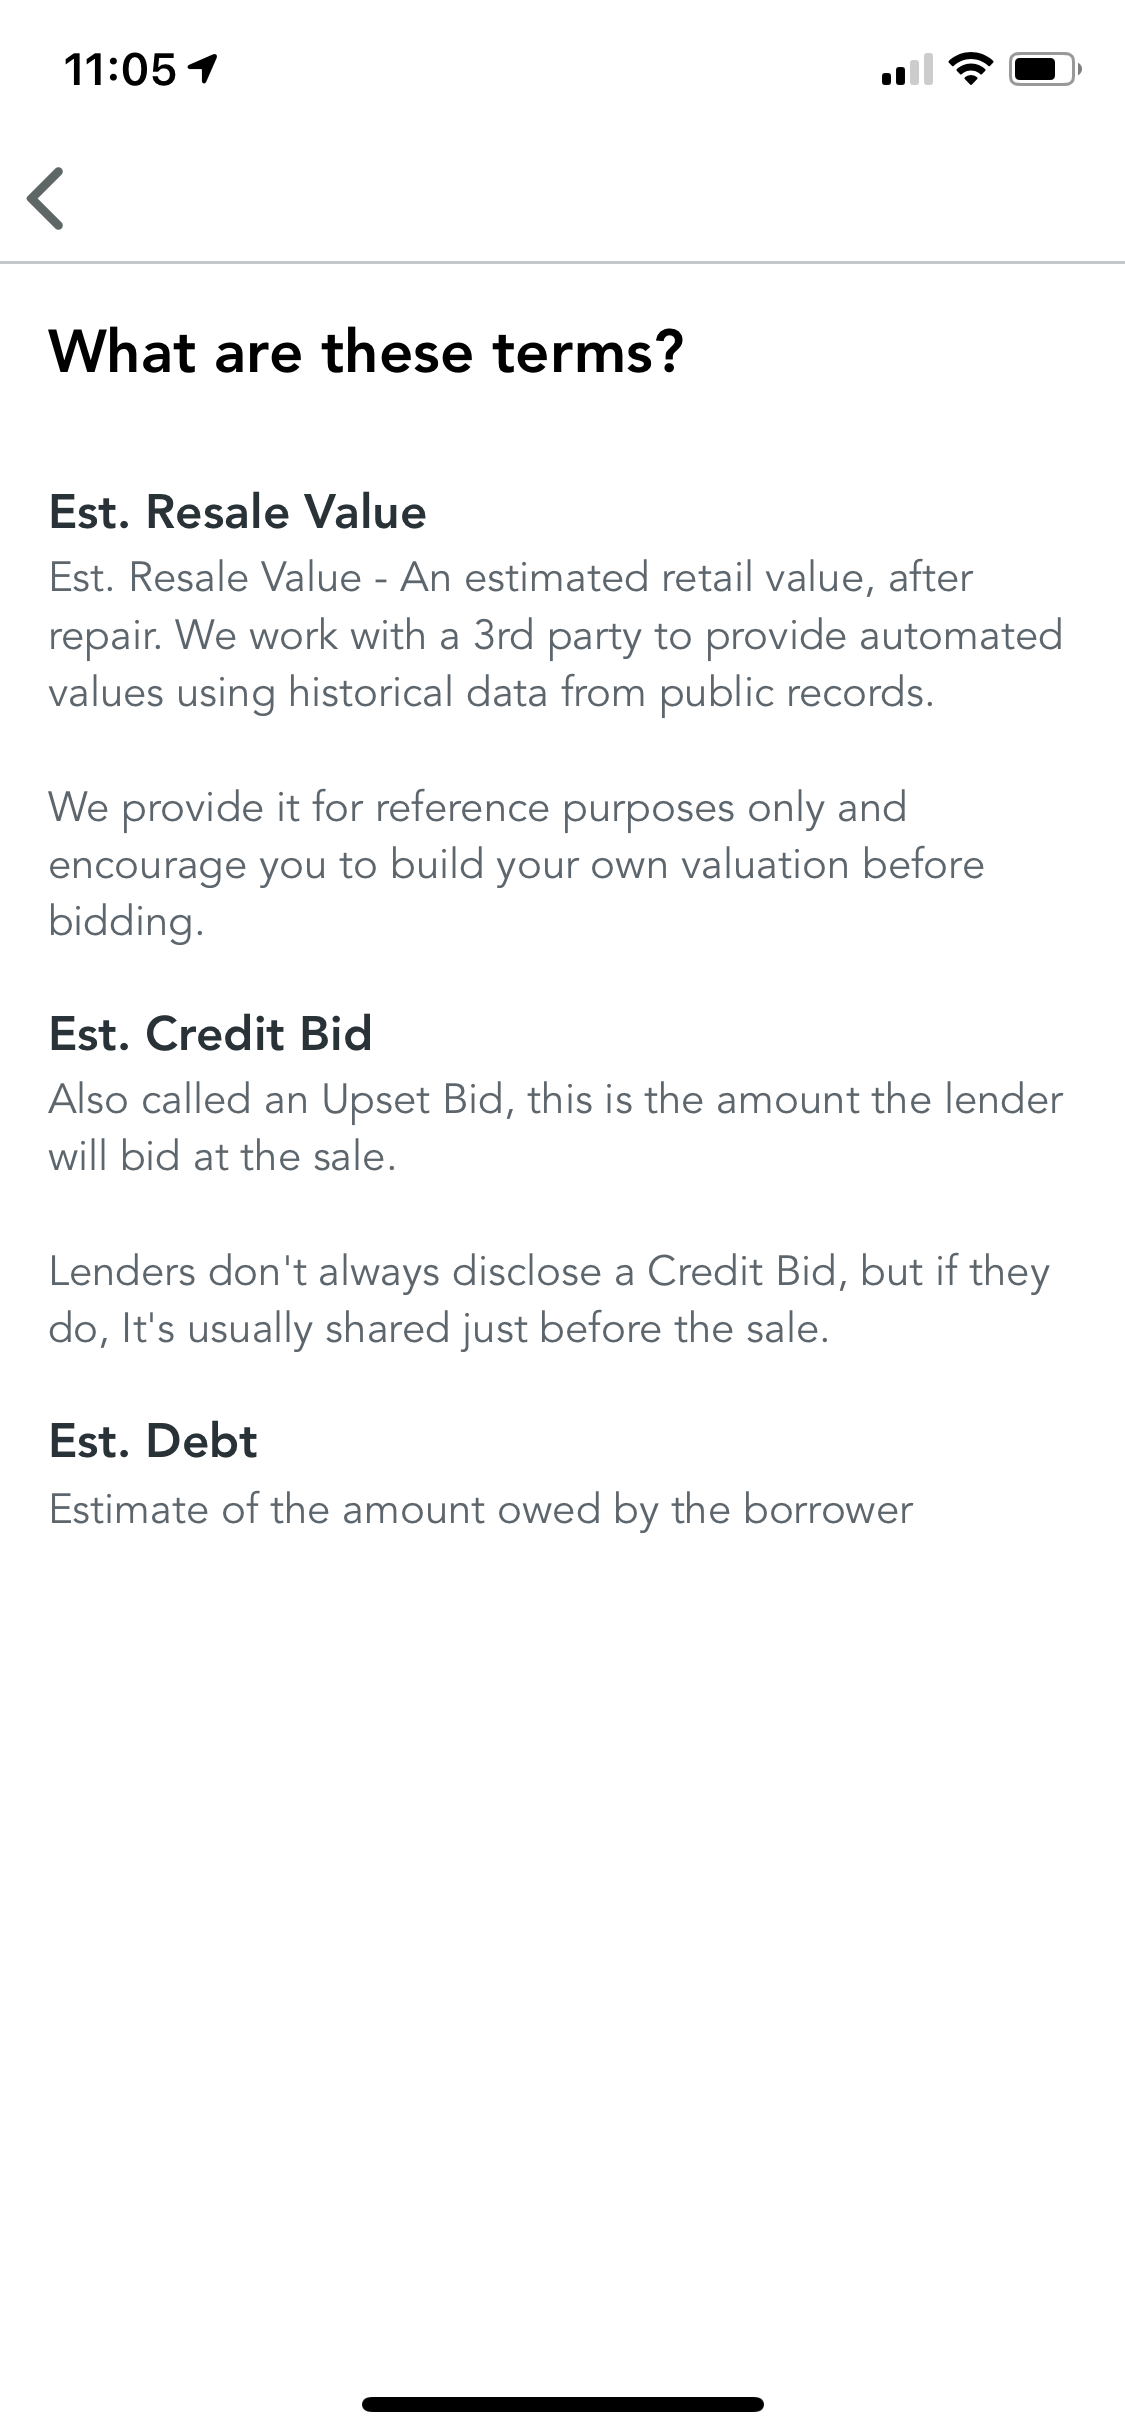 11:05
What are these terms?
Est. Resale Value
Est. Resale Value - An estimated retail value, after
repair. We work with a 3rd party to provide automated
values using historical data from public records.
We provide it for reference purposes only and
encourage you to build your own valuation before
bidding.
Est. Credit Bid
Also called an Upset Bid, this is the amount the lender
will bid at the sale.
Lenders don't always disclose a Credit Bid, but if they
do, It's usually shared just before the sale.
Est. Debt
Estimate of the amount owed by the borrower